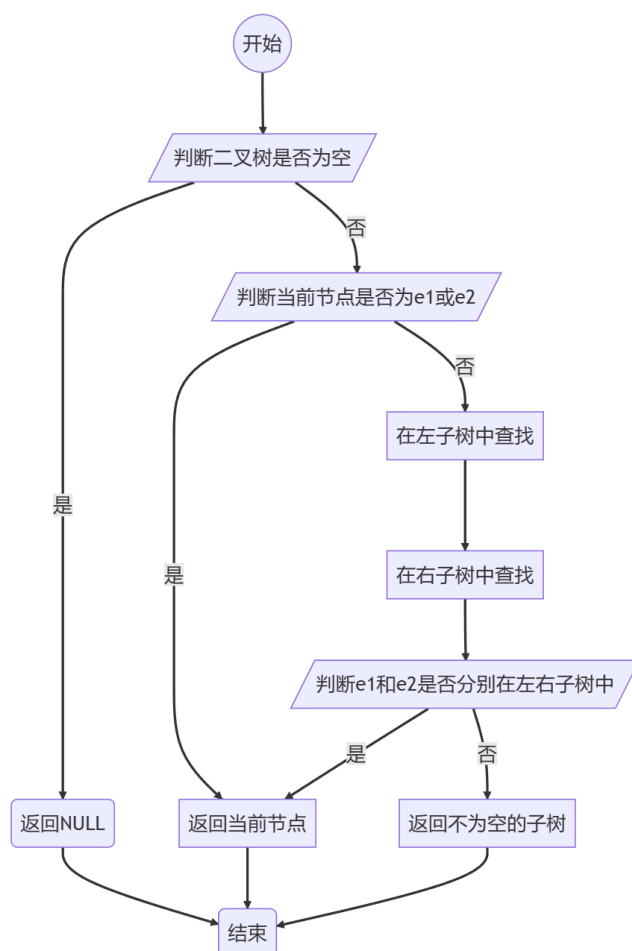 开始
判断二叉树是否为空
否
判断当前节点是否为e1或e2
否
在左子树中查找
是
在右子树中查找
是
判断e1和e2是否分别在左右子树中
是
否
返回NULL
返回当前节点
返回不为空的子树
结束